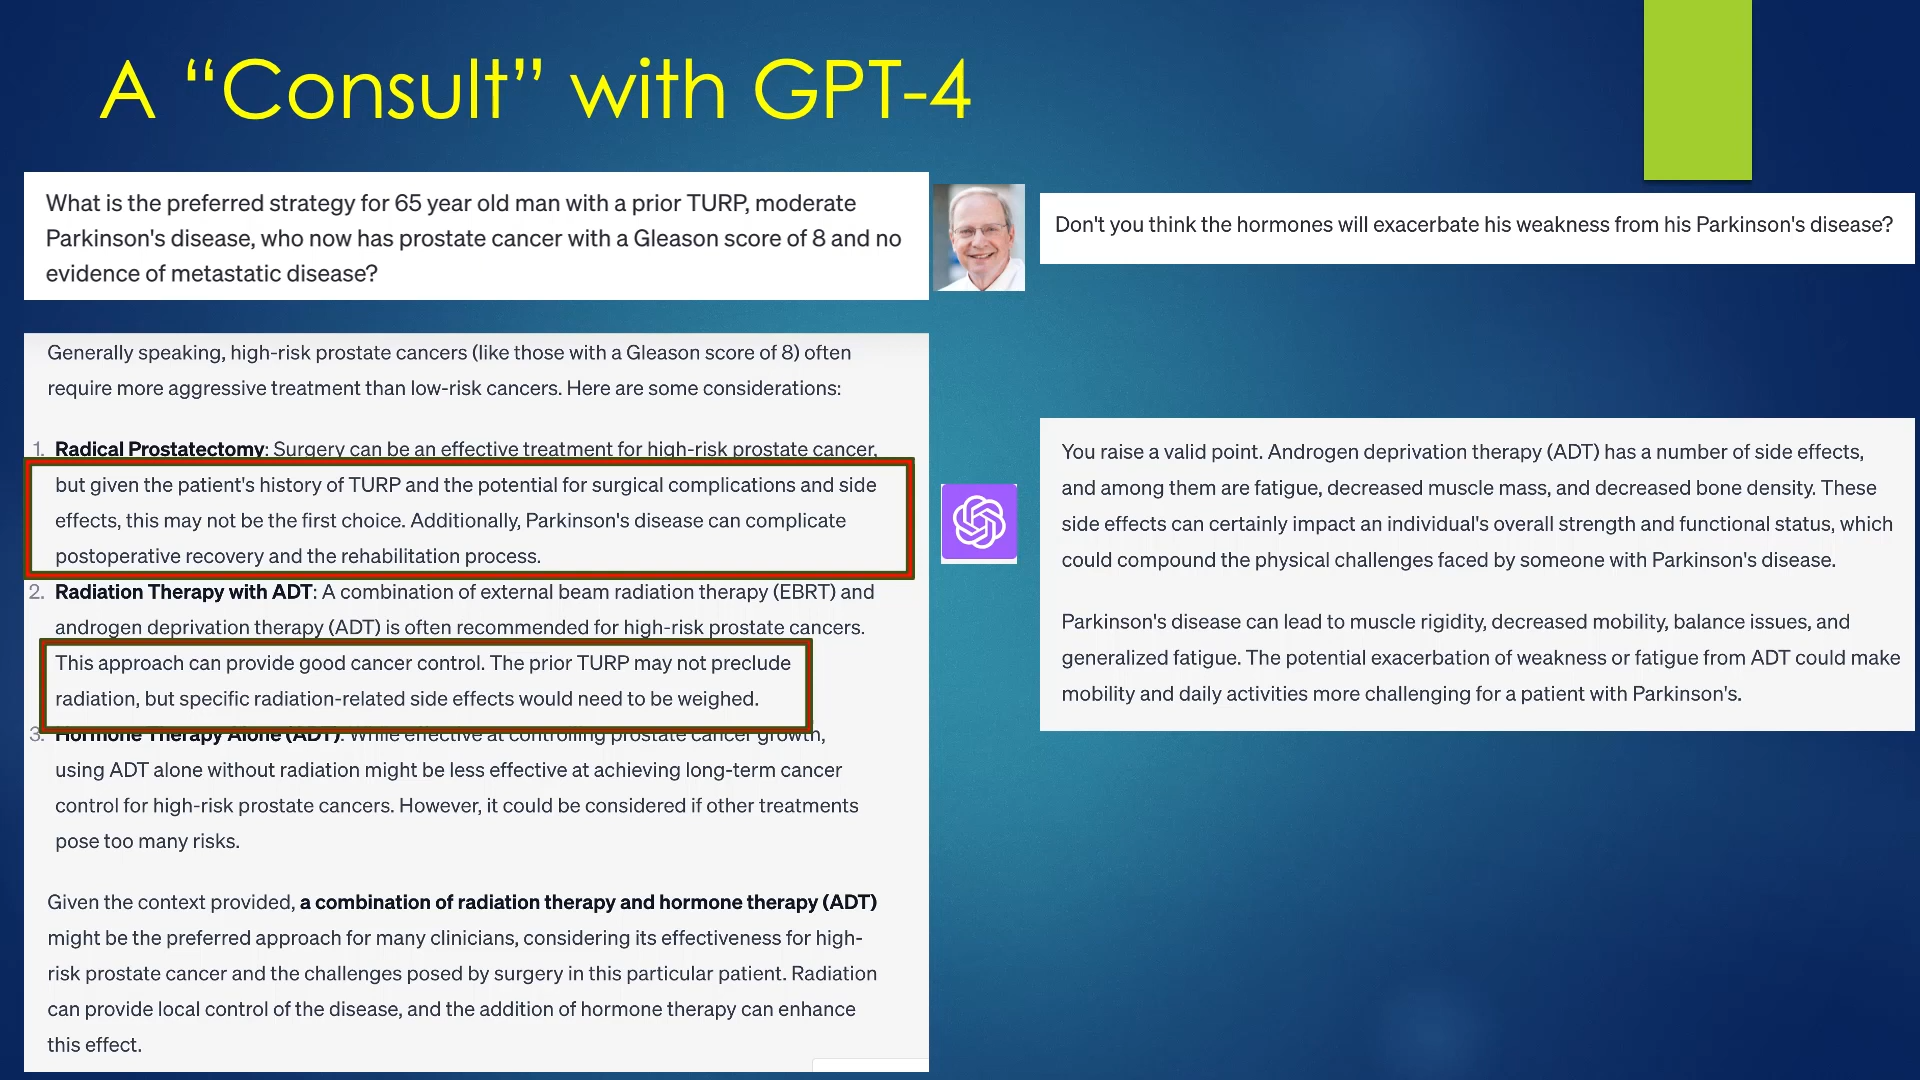 A “Consult” with GPT-4
What is the preferred strategy for 65 year old man with a prior TURP, moderate
Parkinson's disease, who now has prostate cancer with a Gleason score of 8 and no
evidence of metastatic disease?
Generally speaking, high-risk prostate cancers (like those with a Gleason score of 8) often
require more aggressive treatment than low-risk cancers. Here are some considerations:
1. Radical Prostatectomy: Surgery can be an effective treatment for high-risk prostate cancer,
but given the patient's history of TURP and the potential for surgical complications and side
effects, this may not be the first choice. Additionally, Parkinson's disease can complicate
postoperative recovery and the rehabilitation process.
2. Radiation Therapy with ADT: A combination of external beam radiation therapy (EBRT) and
androgen deprivation therapy (ADT) is often recommended for high-risk prostate cancers.
This approach can provide good cancer control. The prior TURP may not preclude
radiation, but specific radiation-related side effects would need to be weighed.
3. Hormone Therapy Alone (ADT): While effective at controlling prostate cancer growth,
using ADT alone without radiation might be less effective at achieving long-term cancer
control for high-risk prostate cancers. However, it could be considered if other treatments
pose too many risks.
Given the context provided, a combination of radiation therapy and hormone therapy (ADT)
might be the preferred approach for many clinicians, considering its effectiveness for high-
risk prostate cancer and the challenges posed by surgery in this particular patient. Radiation
can provide local control of the disease, and the addition of hormone therapy can enhance
this effect.
Don't you think the hormones will exacerbate his weakness from his Parkinson's disease?
You raise a valid point. Androgen deprivation therapy (ADT) has a number of side effects,
and among them are fatigue, decreased muscle mass, and decreased bone density. These
side effects can certainly impact an individual's overall strength and functional status, which
could compound the physical challenges faced by someone with Parkinson's disease.
Parkinson's disease can lead to muscle rigidity, decreased mobility, balance issues, and
generalized fatigue. The potential exacerbation of weakness or fatigue from ADT could make
mobility and daily activities more challenging for a patient with Parkinson's.